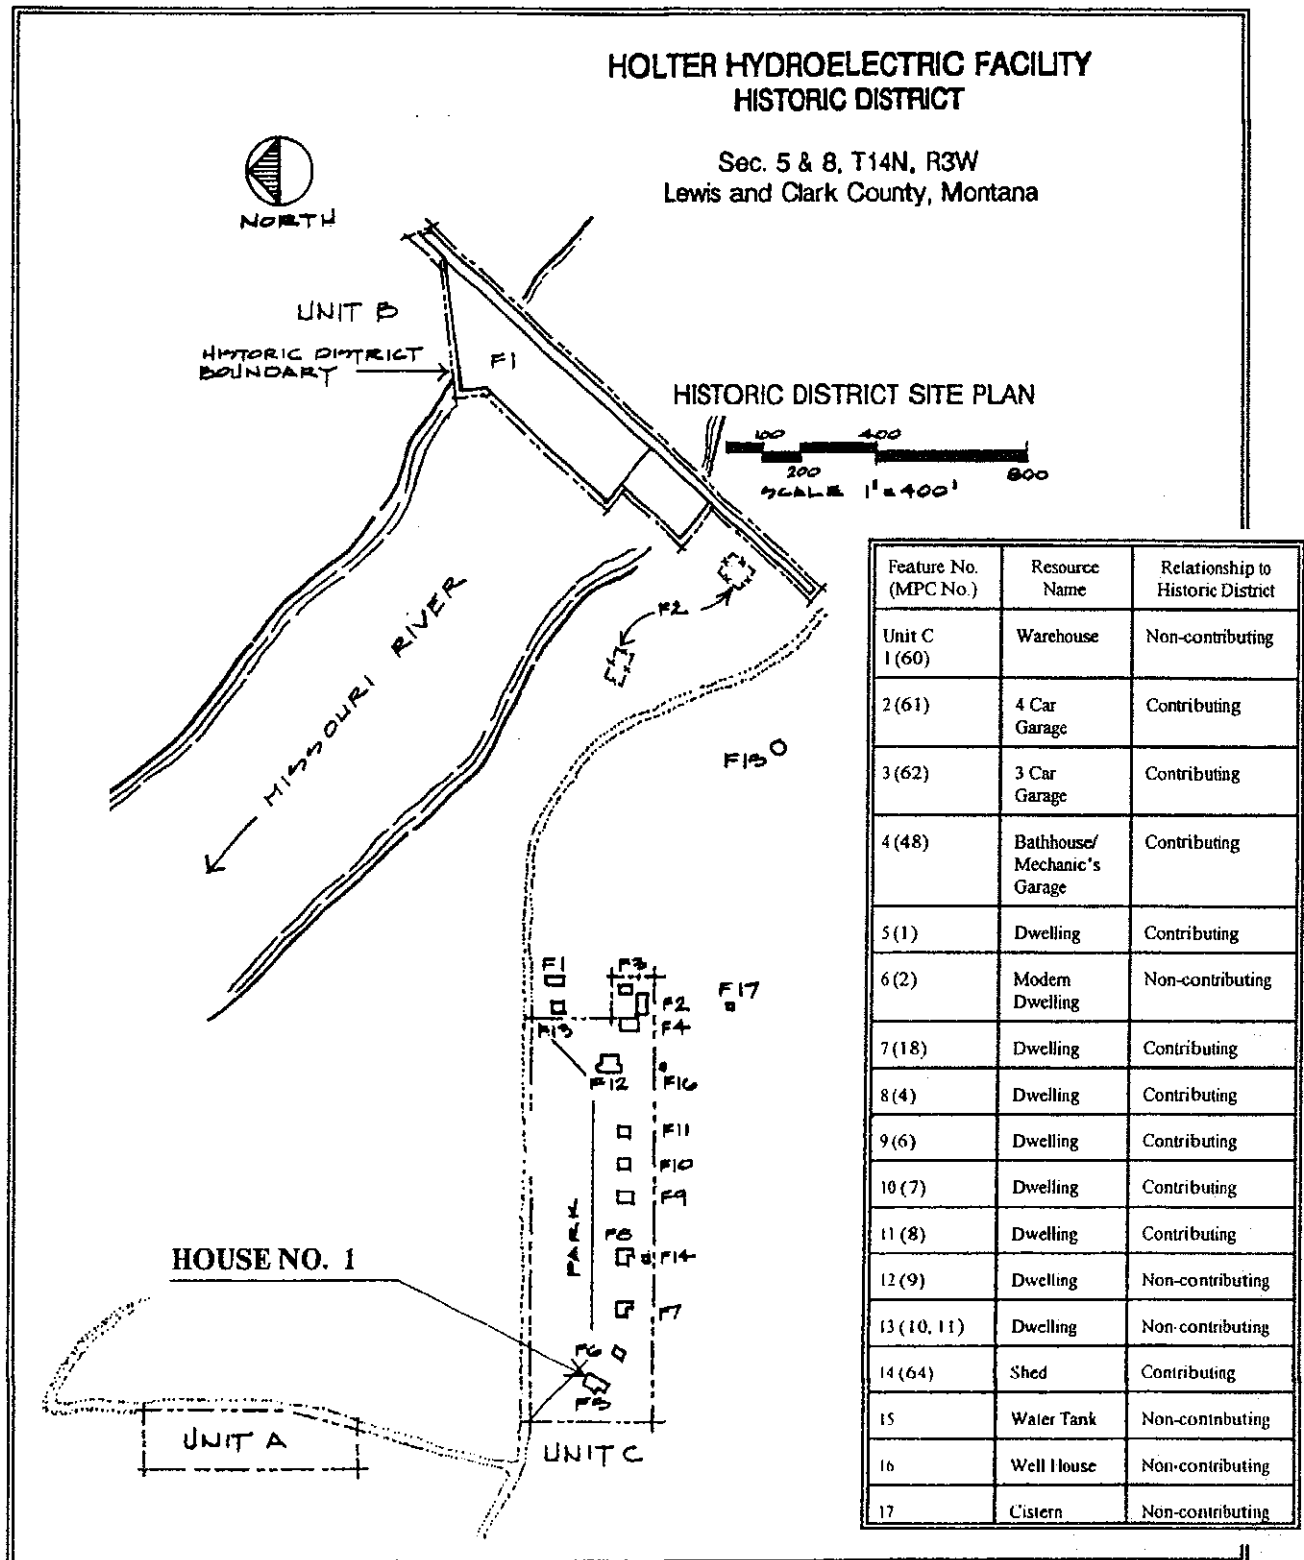 HOLTER HYDROELECTRIC FACILITY
HISTORIC DISTRICT
Sec. 5 & 8, T14N, R3W
Lewis and Clark County, Montana
NORTH
UNIT B
HISTORIC DISTRICT
BOUNDARY
F1
HISTORIC DISTRICT SITE PLAN
100 400
200 800
SCALE 1"=400'
F2
MISSOURI RIVER
F15
F1
F3
F17
F2
F13
F4
F12
F16
F11
F10
F9
PARK
F8
F14
HOUSE NO. 1
F7
F6
F5
UNIT A
UNIT C
Feature No. (MPC No.) Resource Name Relationship to Historic District
Unit C
1 (60) Warehouse Non-contributing
2 (61) 4 Car Garage Contributing
3 (62) 3 Car Garage Contributing
4 (48) Bathhouse/ Mechanic's Garage Contributing
5 (1) Dwelling Contributing
6 (2) Modern Dwelling Non-contributing
7 (18) Dwelling Contributing
8 (4) Dwelling Contributing
9 (6) Dwelling Contributing
10 (7) Dwelling Contributing
11 (8) Dwelling Contributing
12 (9) Dwelling Non-contributing
13 (10, 11) Dwelling Non-contributing
14 (64) Shed Contributing
15 Water Tank Non-contributing
16 Well House Non-contributing
17 Cistern Non-contributing